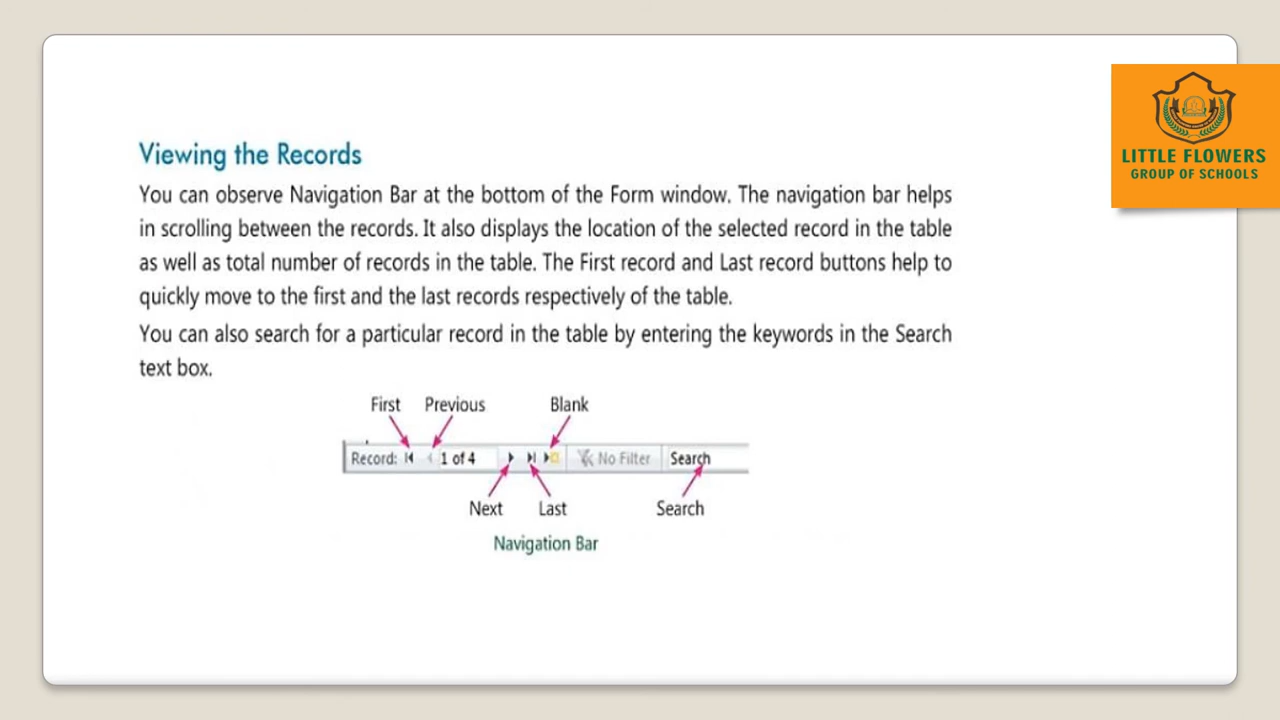 LITTLE FLOWERS
GROUP OF SCHOOLS
Viewing the Records
You can observe Navigation Bar at the bottom of the Form window. The navigation bar helps
in scrolling between the records. It also displays the location of the selected record in the table
as well as total number of records in the table. The First record and Last record buttons help to
quickly move to the first and the last records respectively of the table.
You can also search for a particular record in the table by entering the keywords in the Search
text box.
First Previous Blank
Record: 1 of 4 No Filter Search
Next Last Search
Navigation Bar